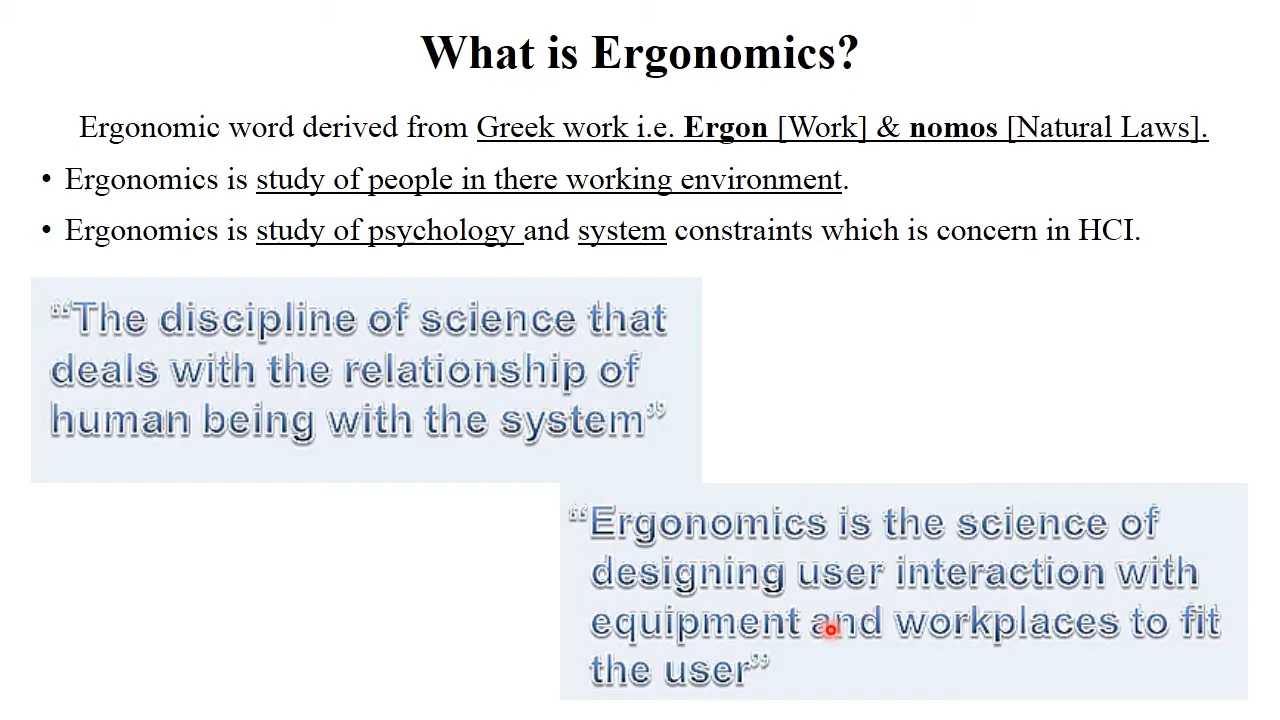 What is Ergonomics?
Ergonomic word derived from Greek work i.e. Ergon [Work] & nomos [Natural Laws].
• Ergonomics is study of people in there working environment.
• Ergonomics is study of psychology and system constraints which is concern in HCI.
“The discipline of science that
deals with the relationship of
human being with the system”
“Ergonomics is the science of
designing user interaction with
equipment and workplaces to fit
the user”